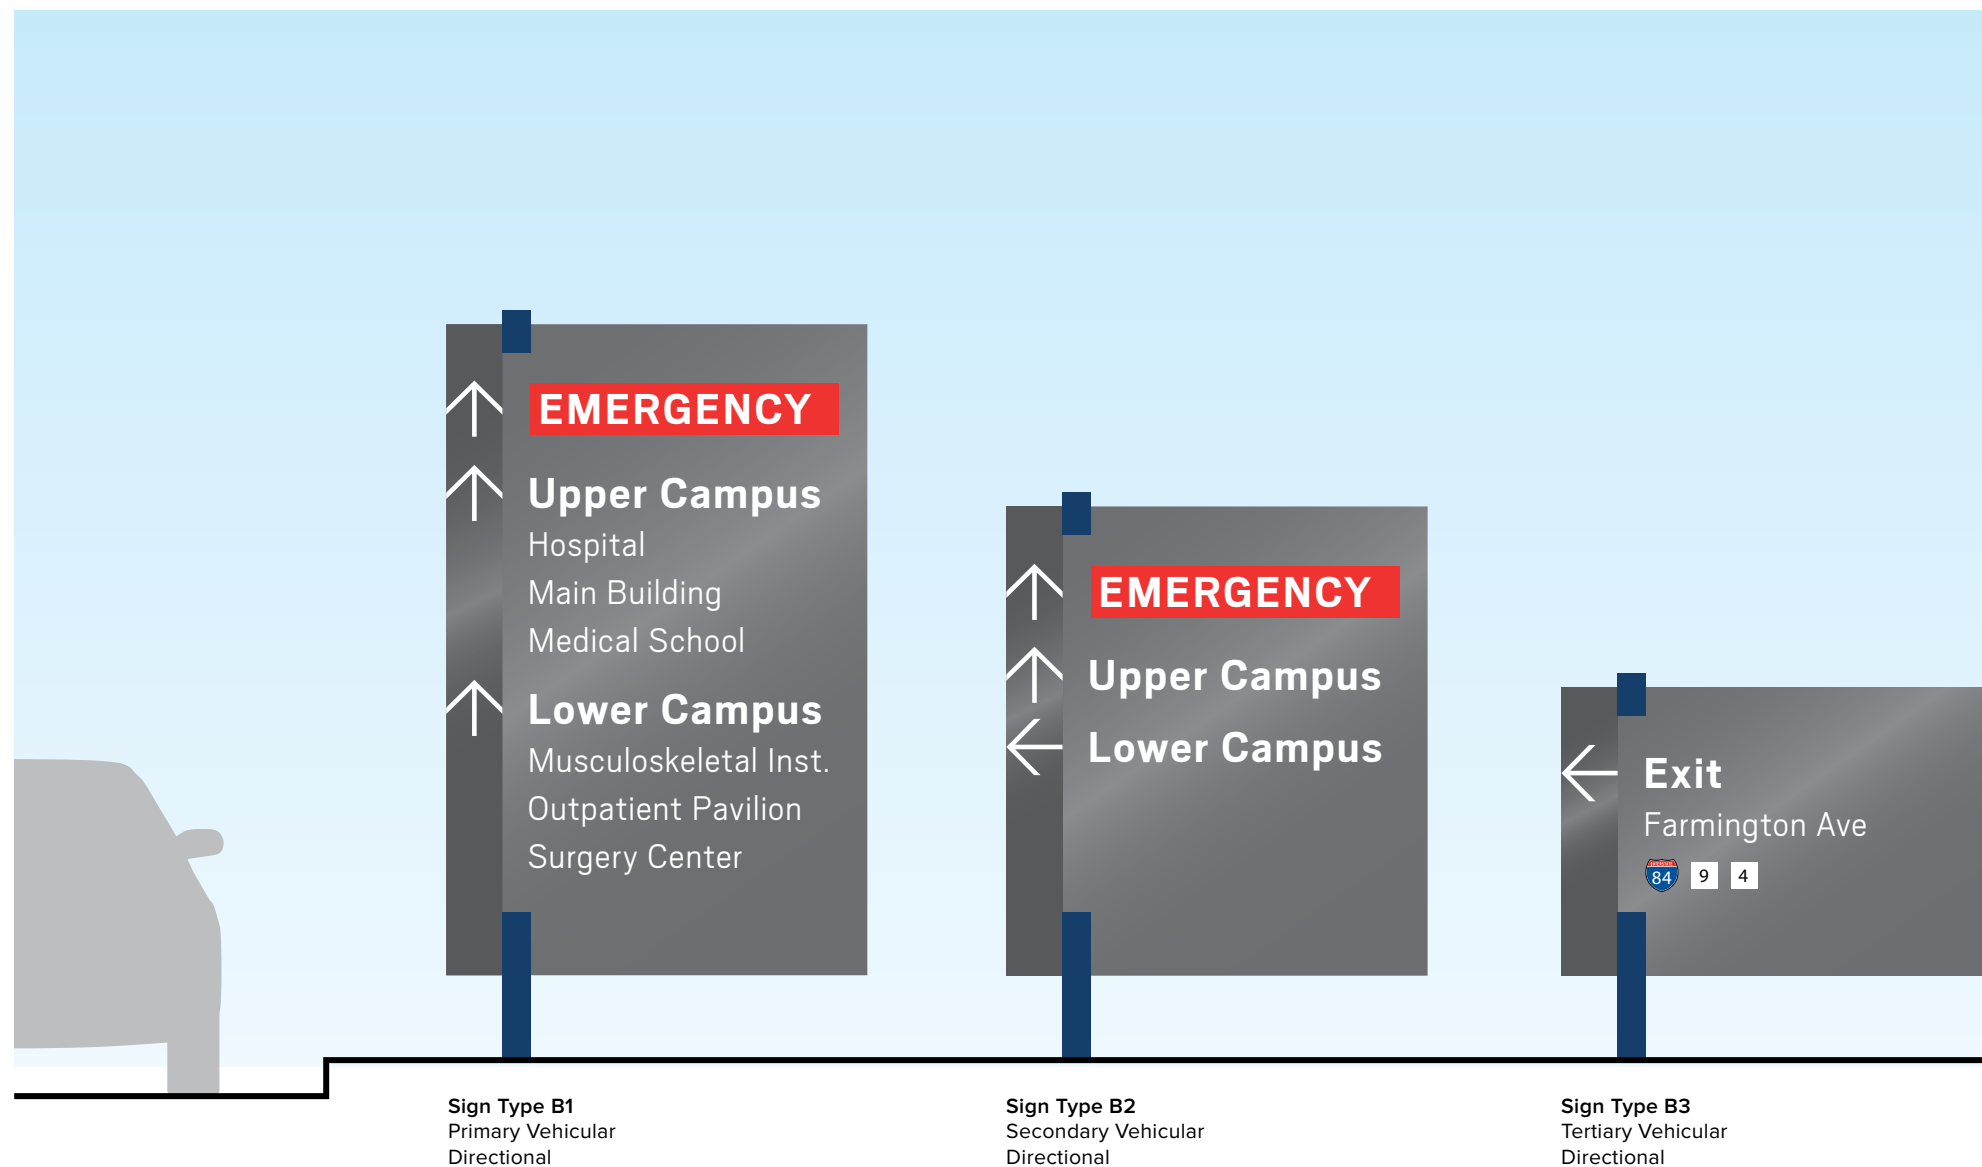 EMERGENCY
Upper Campus
Hospital
Main Building
Medical School
Lower Campus
Musculoskeletal Inst.
Outpatient Pavilion
Surgery Center
EMERGENCY
Upper Campus
Lower Campus
Exit
Farmington Ave
84 9 4
Sign Type B1
Primary Vehicular
Directional
Sign Type B2
Secondary Vehicular
Directional
Sign Type B3
Tertiary Vehicular
Directional